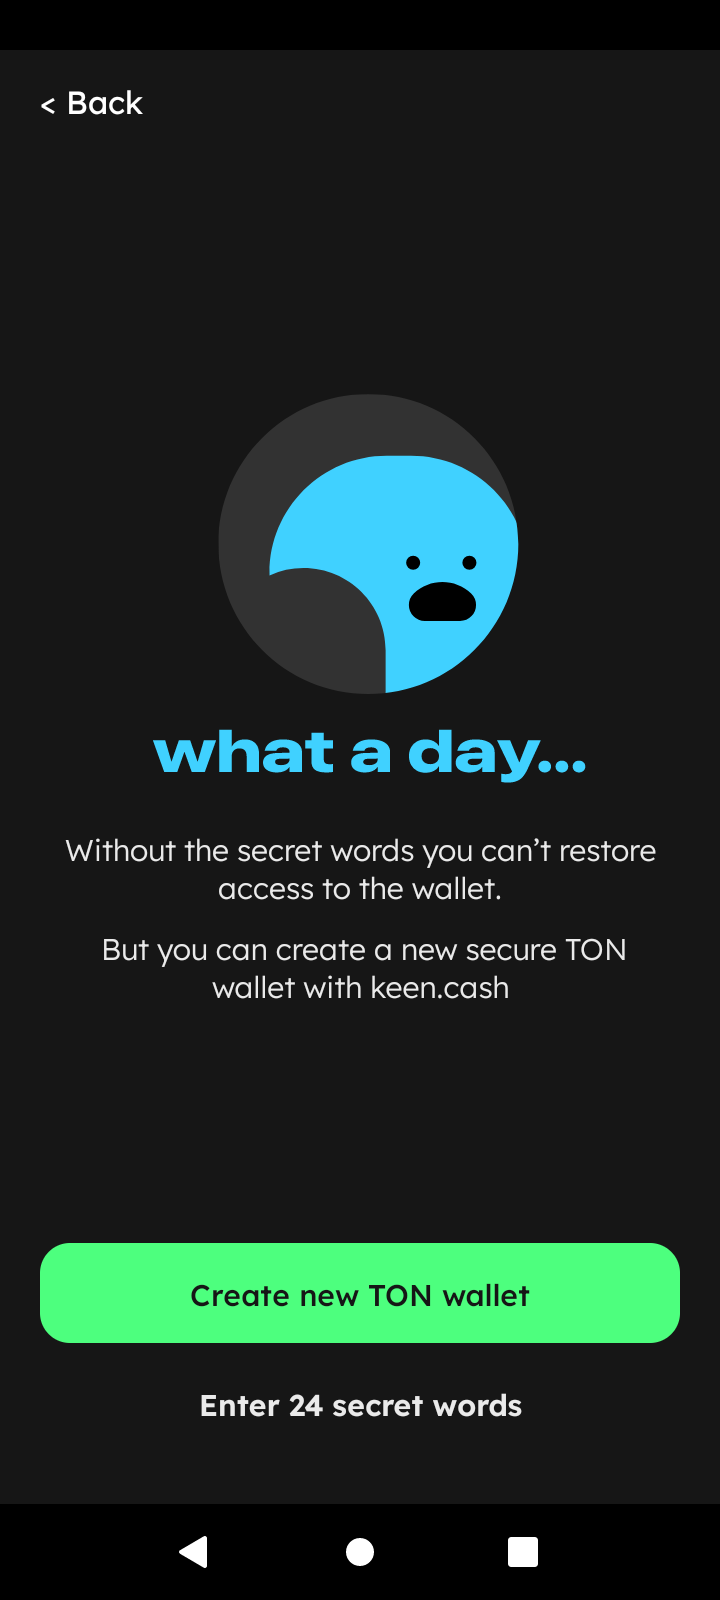 < Back
what a day...
Without the secret words you can’t restore
access to the wallet.
But you can create a new secure TON
wallet with keen.cash
Create new TON wallet
Enter 24 secret words